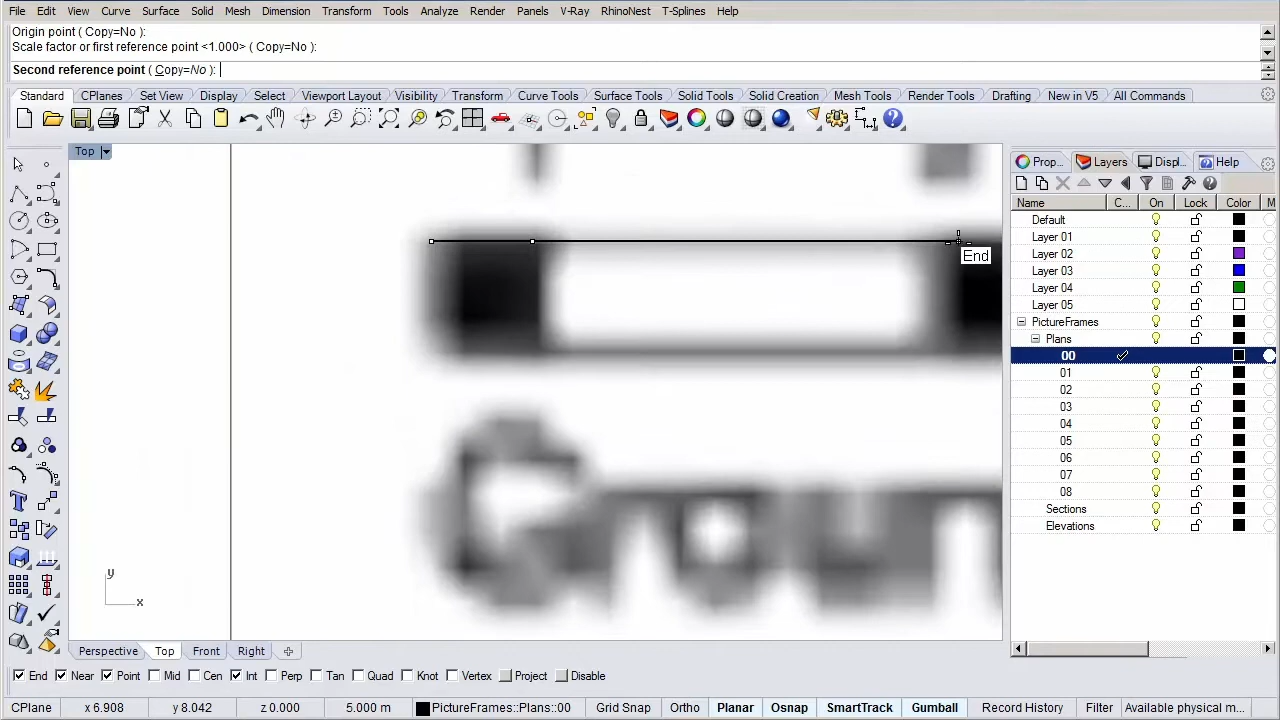 File Edit View Curve Surface Solid Mesh Dimension Transform Tools Analyze Render Panels V-Ray RhinoNest T-Splines Help
Origin point ( Copy=No ):
Scale factor or first reference point <1.000> ( Copy=No ):
Second reference point ( Copy=No ):
Standard CPlanes Set View Display Select Viewport Layout Visibility Transform Curve Tools Surface Tools Solid Tools Solid Creation Mesh Tools Render Tools Drafting New in V5 All Commands
Top
Prop... Layers Displ... Help
Name C... On Lock Color M
Default
Layer 01
Layer 02
Layer 03
Layer 04
Layer 05
PictureFrames
Plans
00
01
02
03
04
05
06
07
08
Sections
Elevations
End
y
x
Perspective Top Front Right
End Near Point Mid Cen Int Perp Tan Quad Knot Vertex Project Disable
CPlane x 6.908 y 8.042 z 0.000 5.000 m PictureFrames::Plans::00 Grid Snap Ortho Planar Osnap SmartTrack Gumball Record History Filter Available physical m...